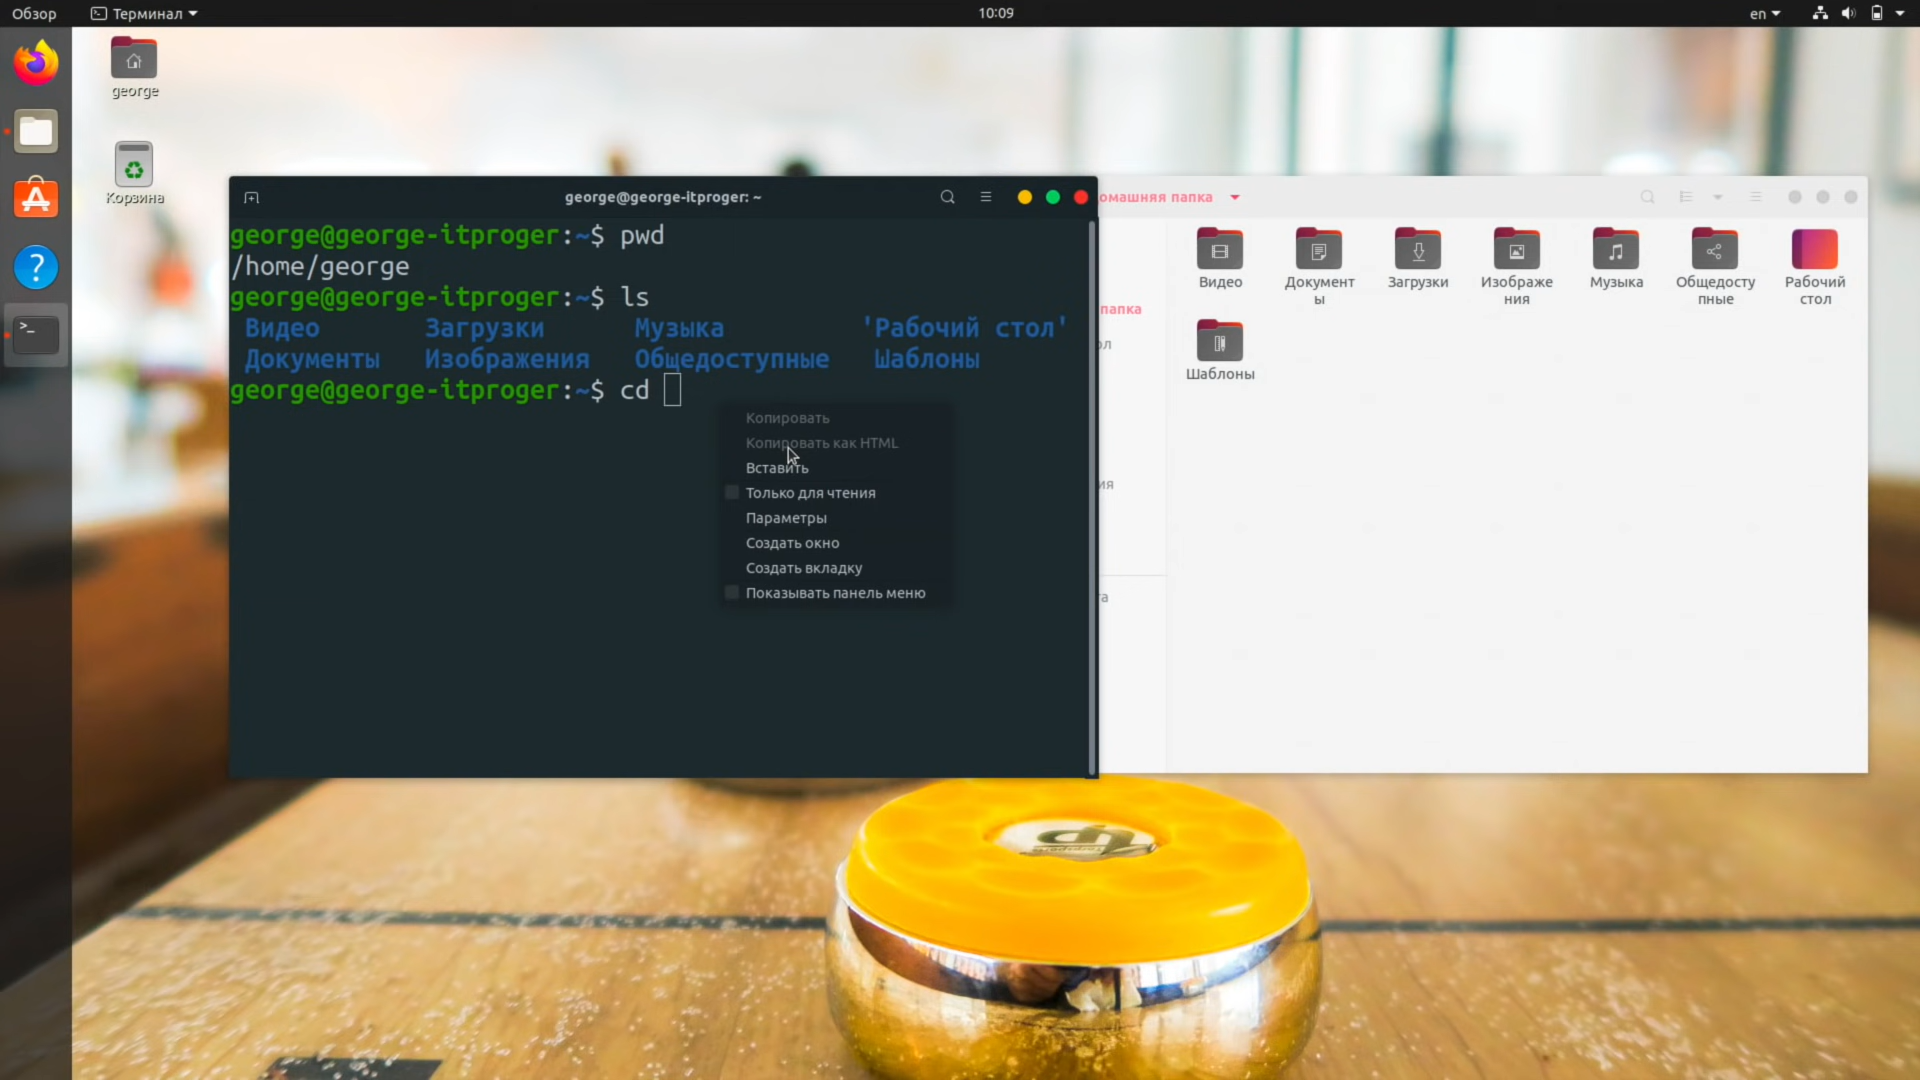 Обзор
Терминал
10:09
en
george
Корзина
george@george-itproger: ~
george@george-itproger:~$ pwd
/home/george
george@george-itproger:~$ ls
Видео Загрузки Музыка 'Рабочий стол'
Документы Изображения Общедоступные Шаблоны
george@george-itproger:~$ cd
Копировать
Копировать как HTML
Вставить
Только для чтения
Параметры
Создать окно
Создать вкладку
Показывать панель меню
омашняя папка
папка
ол
ия
та
Видео
Документ
ы
Загрузки
Изображе
ния
Музыка
Общедосту
пные
Рабочий
стол
Шаблоны